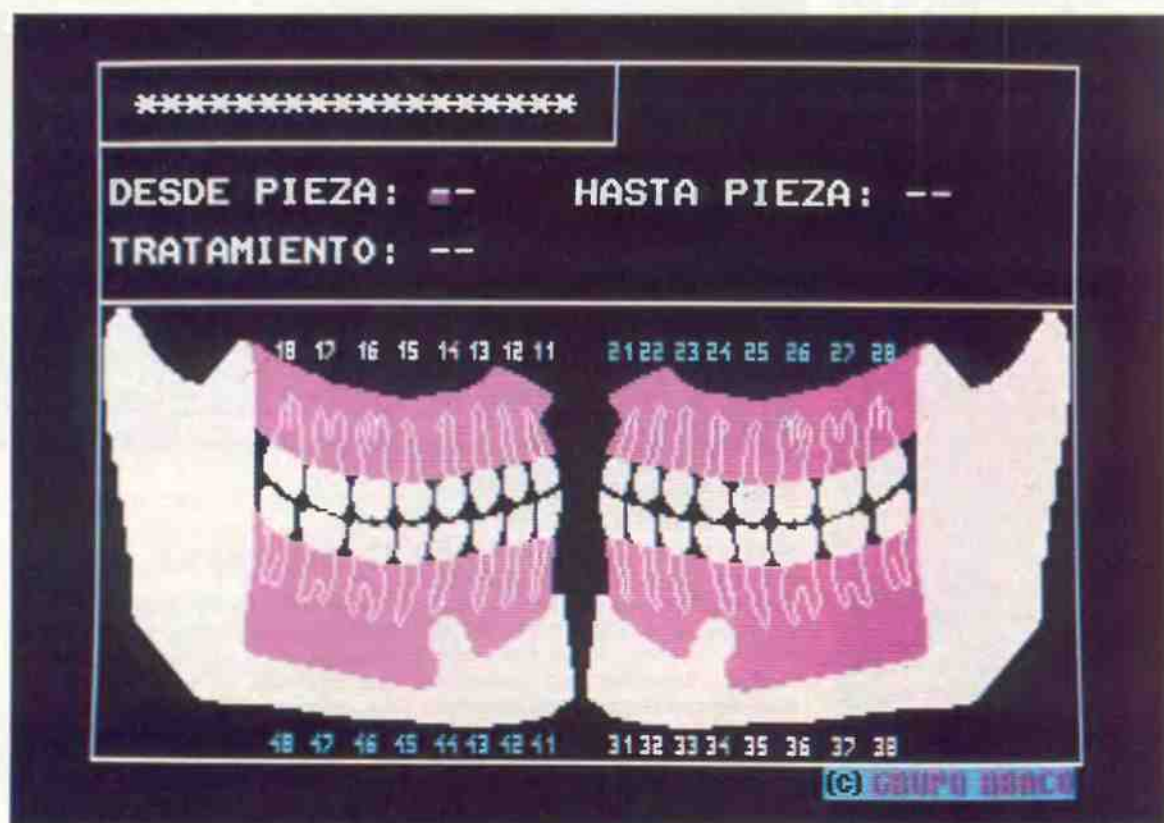 ******************
DESDE PIEZA: -- HASTA PIEZA: --
TRATAMIENTO: --
18 17 16 15 14 13 12 11 21 22 23 24 25 26 27 28
48 47 46 45 44 43 42 41 31 32 33 34 35 36 37 38
(C) GRUPO